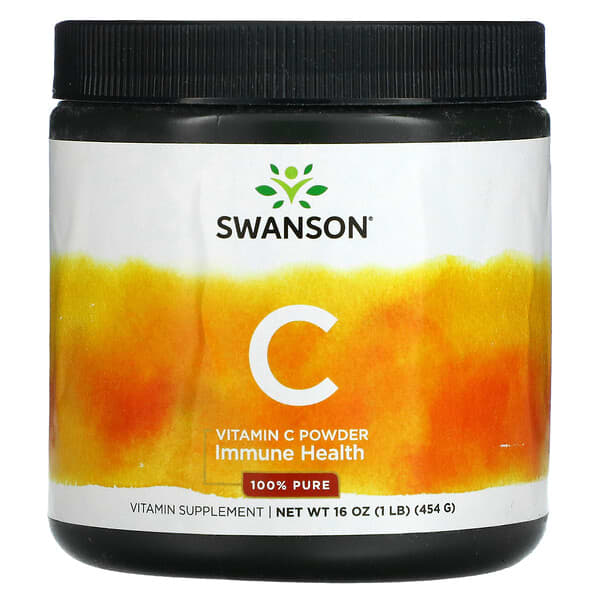 SWANSON®
C
VITAMIN C POWDER
Immune Health
100% PURE
VITAMIN SUPPLEMENT | NET WT 16 OZ (1 LB) (454 G)